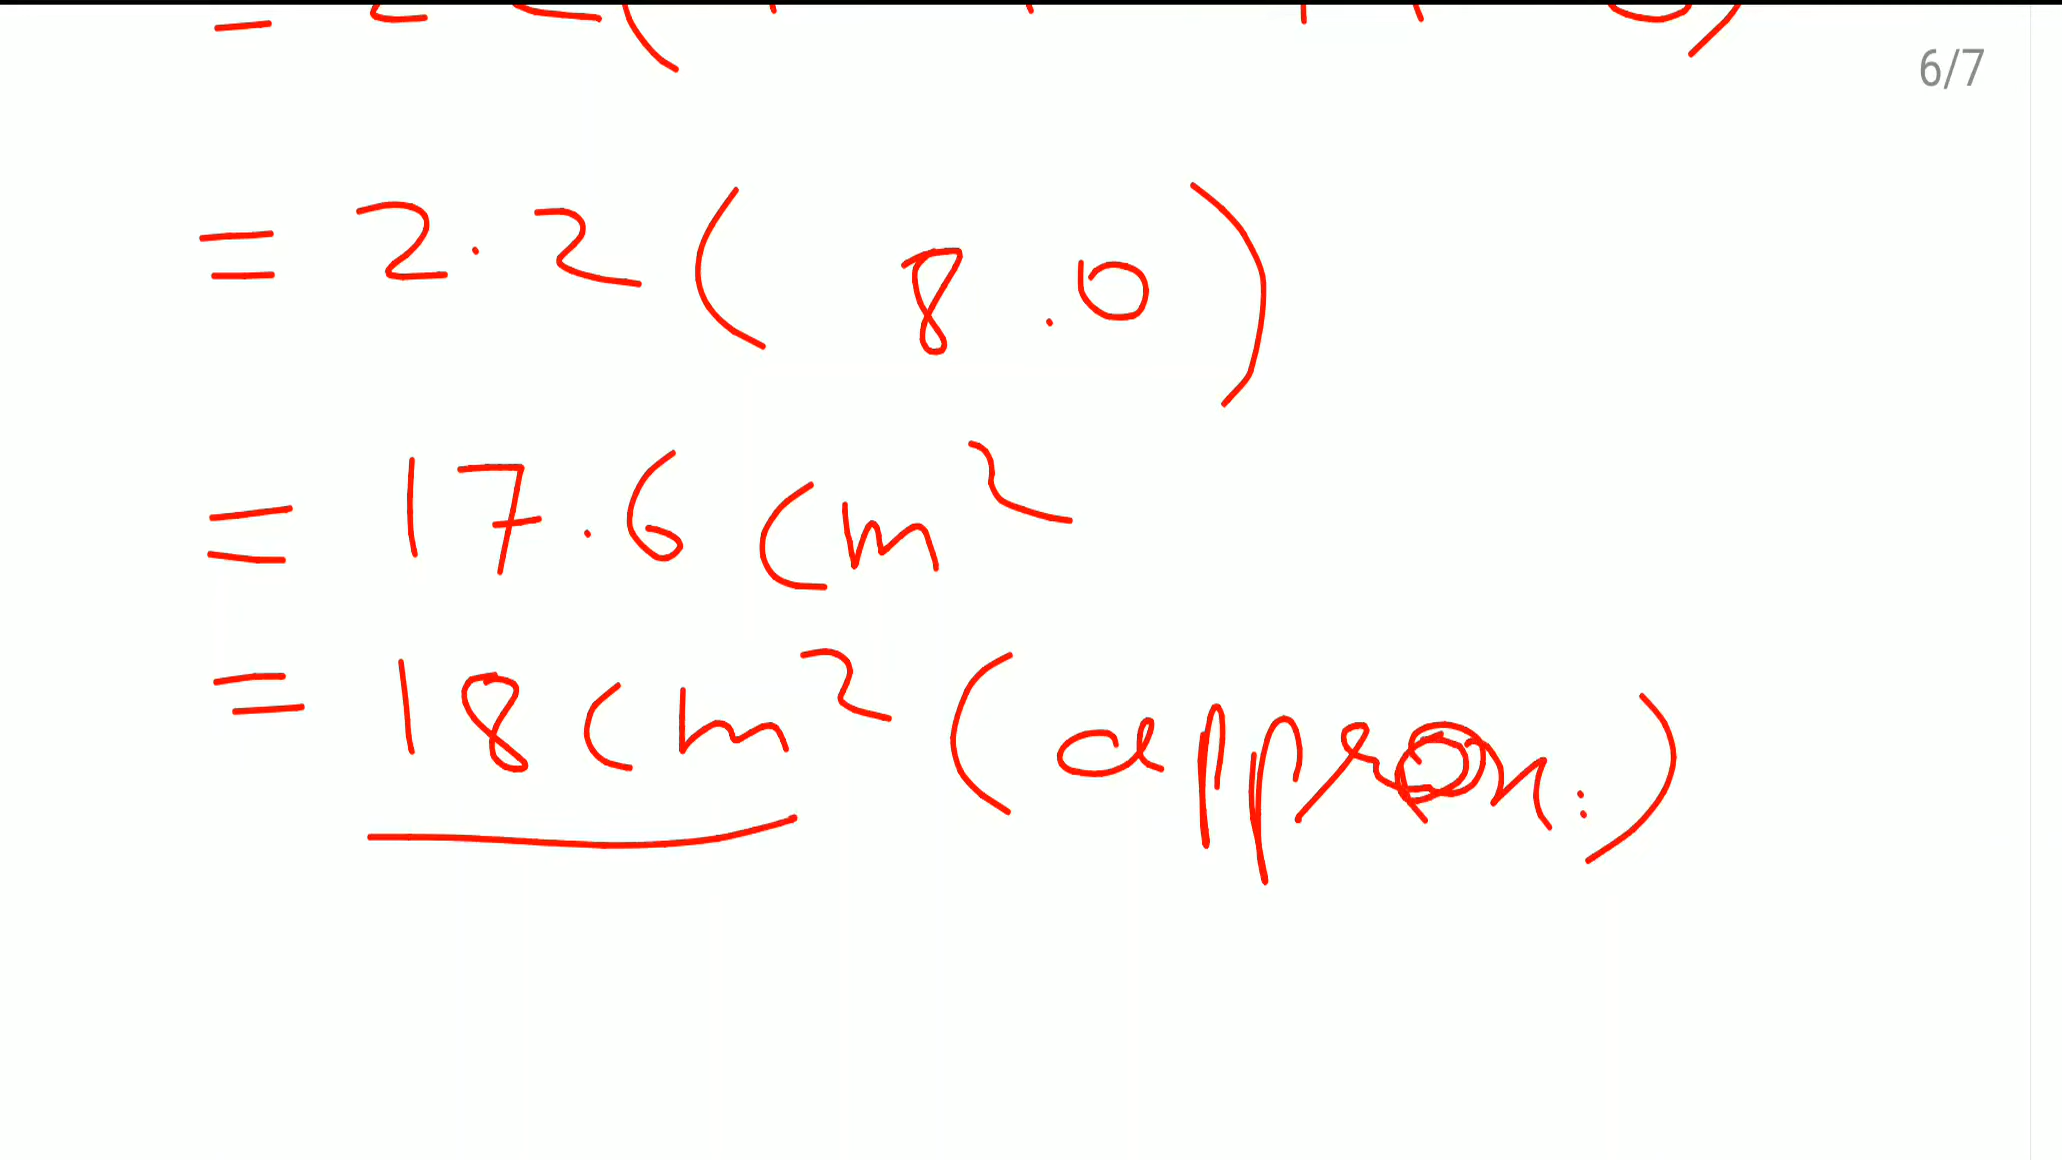 6/7
= 2.2 ( 8.0 )
= 17.6 cm²
= 18 cm² (approx.)